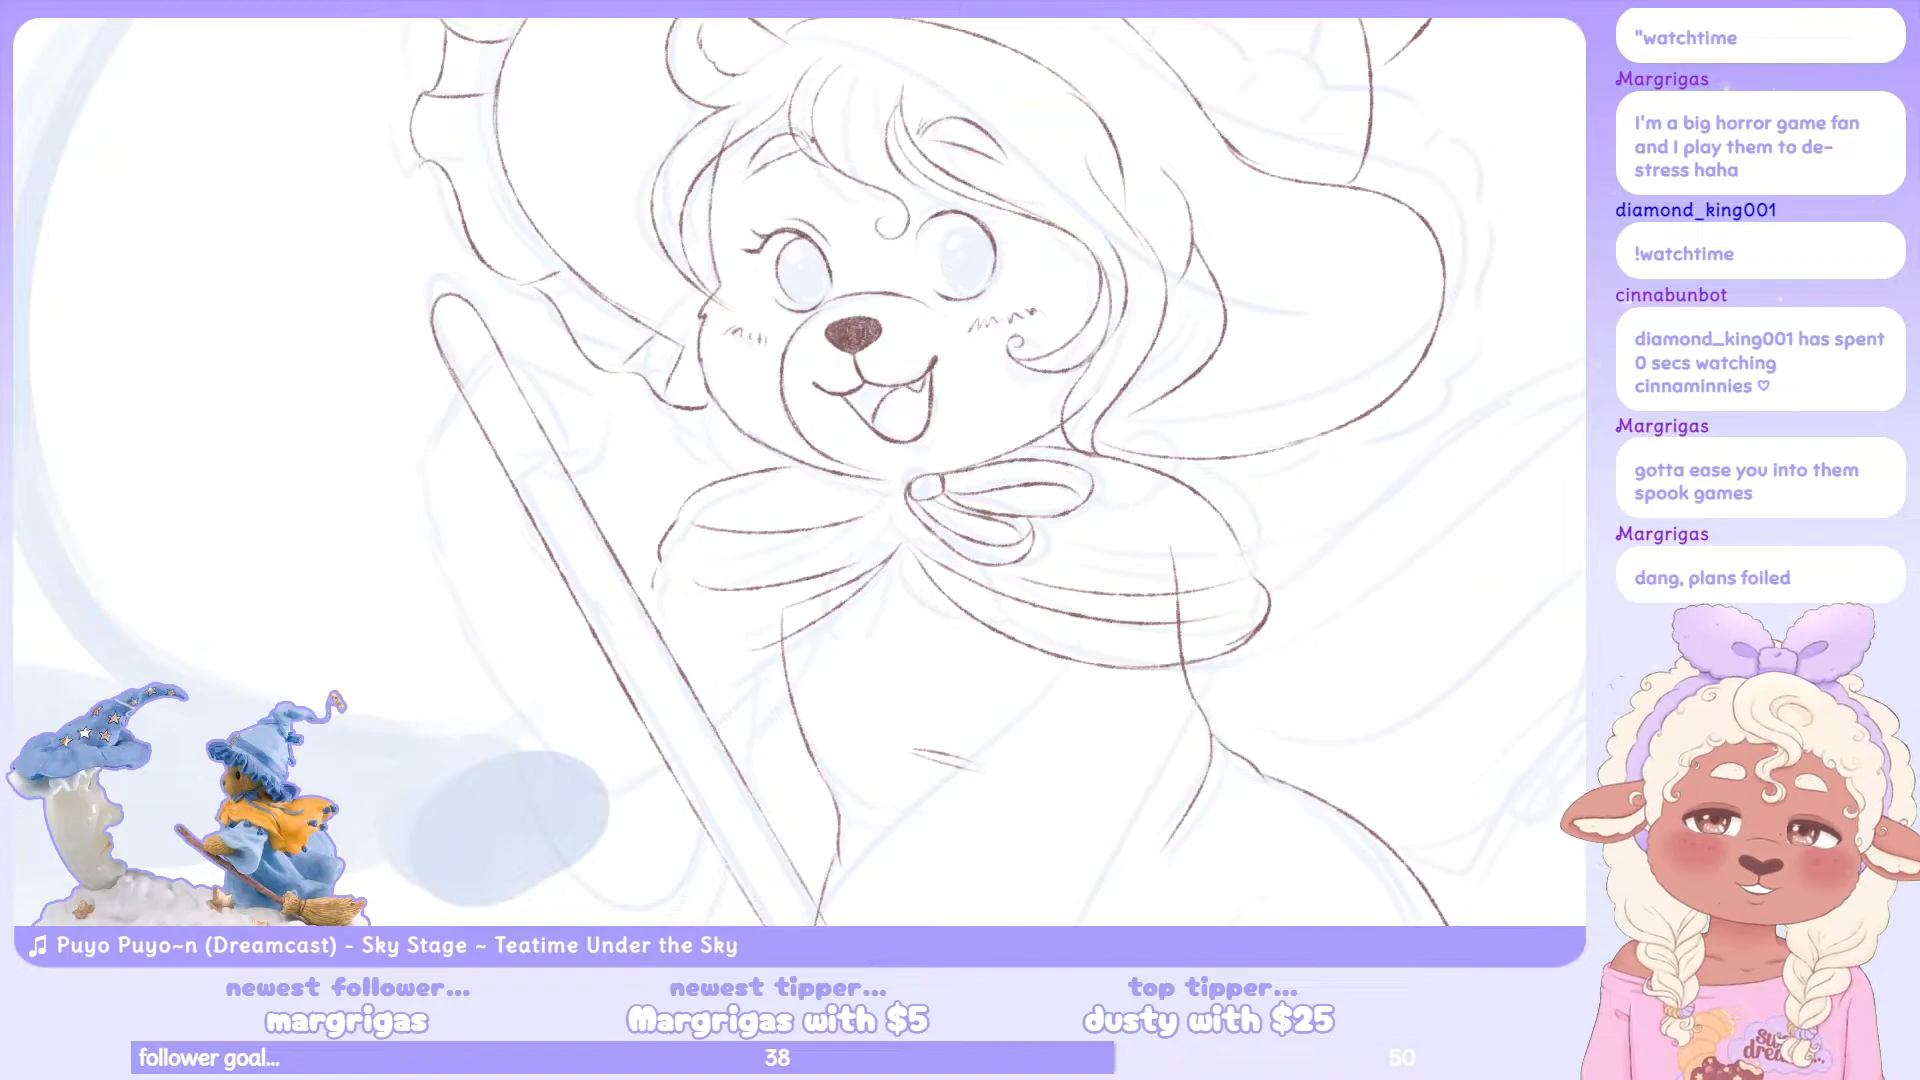 "watchtime
Margrigas
I'm a big horror game fan
and I play them to de-
stress haha
diamond_king001
!watchtime
cinnabunbot
diamond_king001 has spent
0 secs watching
cinnaminnies ♡
Margrigas
gotta ease you into them
spook games
Margrigas
dang, plans foiled
♫ Puyo Puyo~n (Dreamcast) - Sky Stage ~ Teatime Under the Sky
newest follower...
margrigas
newest tipper...
Margrigas with $5
top tipper...
dusty with $25
follower goal... 38 50